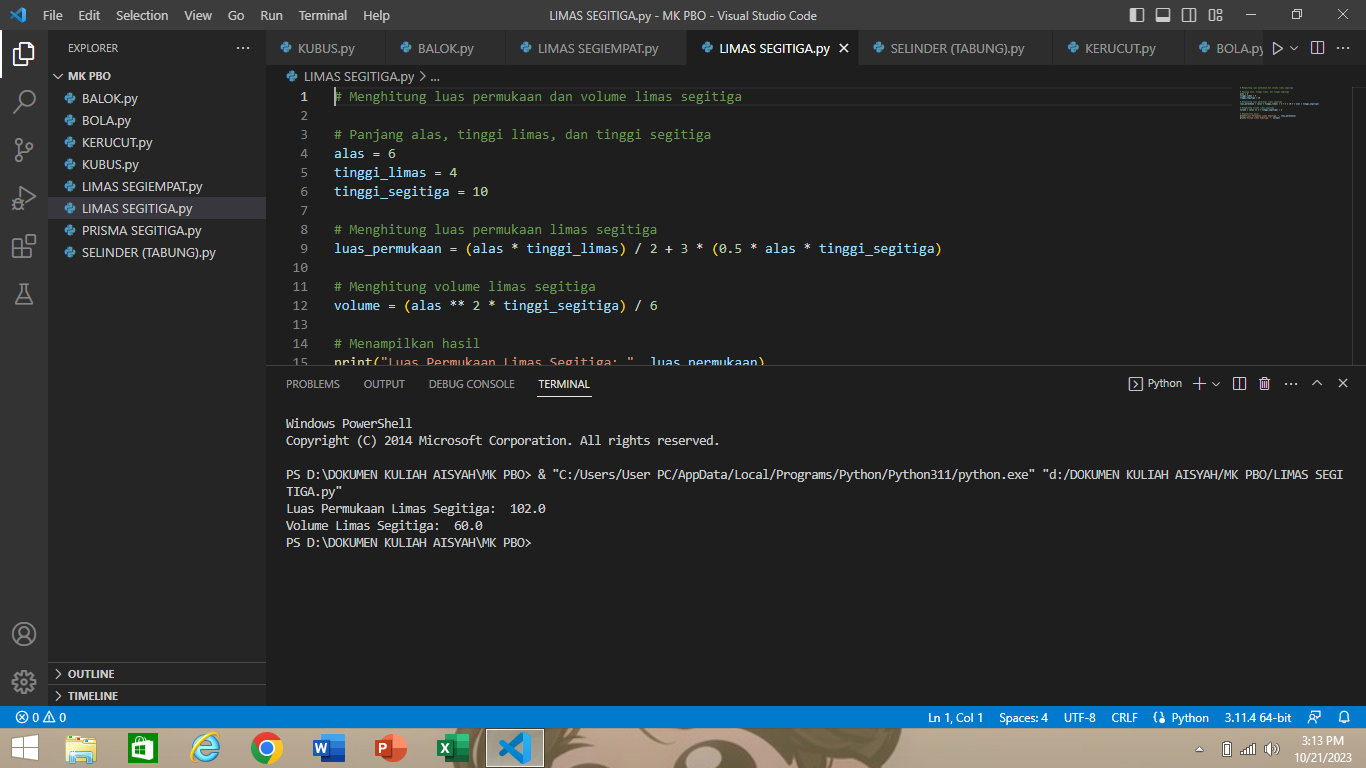 File Edit Selection View Go Run Terminal Help LIMAS SEGITIGA.py - MK PBO - Visual Studio Code
EXPLORER
MK PBO
BALOK.py
BOLA.py
KERUCUT.py
KUBUS.py
LIMAS SEGIEMPAT.py
LIMAS SEGITIGA.py
PRISMA SEGITIGA.py
SELINDER (TABUNG).py
OUTLINE
TIMELINE
KUBUS.py BALOK.py LIMAS SEGIEMPAT.py LIMAS SEGITIGA.py SELINDER (TABUNG).py KERUCUT.py BOLA.py
LIMAS SEGITIGA.py > ...
1 # Menghitung luas permukaan dan volume limas segitiga
2
3 # Panjang alas, tinggi limas, dan tinggi segitiga
4 alas = 6
5 tinggi_limas = 4
6 tinggi_segitiga = 10
7
8 # Menghitung luas permukaan limas segitiga
9 luas_permukaan = (alas * tinggi_limas) / 2 + 3 * (0.5 * alas * tinggi_segitiga)
10
11 # Menghitung volume limas segitiga
12 volume = (alas ** 2 * tinggi_segitiga) / 6
13
14 # Menampilkan hasil
15 print("Luas Permukaan Limas Segitiga: ", luas_permukaan)
PROBLEMS OUTPUT DEBUG CONSOLE TERMINAL Python
Windows PowerShell
Copyright (C) 2014 Microsoft Corporation. All rights reserved.
PS D:\DOKUMEN KULIAH AISYAH\MK PBO> & "C:/Users/User PC/AppData/Local/Programs/Python/Python311/python.exe" "d:/DOKUMEN KULIAH AISYAH/MK PBO/LIMAS SEGI
TIGA.py"
Luas Permukaan Limas Segitiga:  102.0
Volume Limas Segitiga:  60.0
PS D:\DOKUMEN KULIAH AISYAH\MK PBO>
0 0 Ln 1, Col 1 Spaces: 4 UTF-8 CRLF Python 3.11.4 64-bit
3:13 PM
10/21/2023